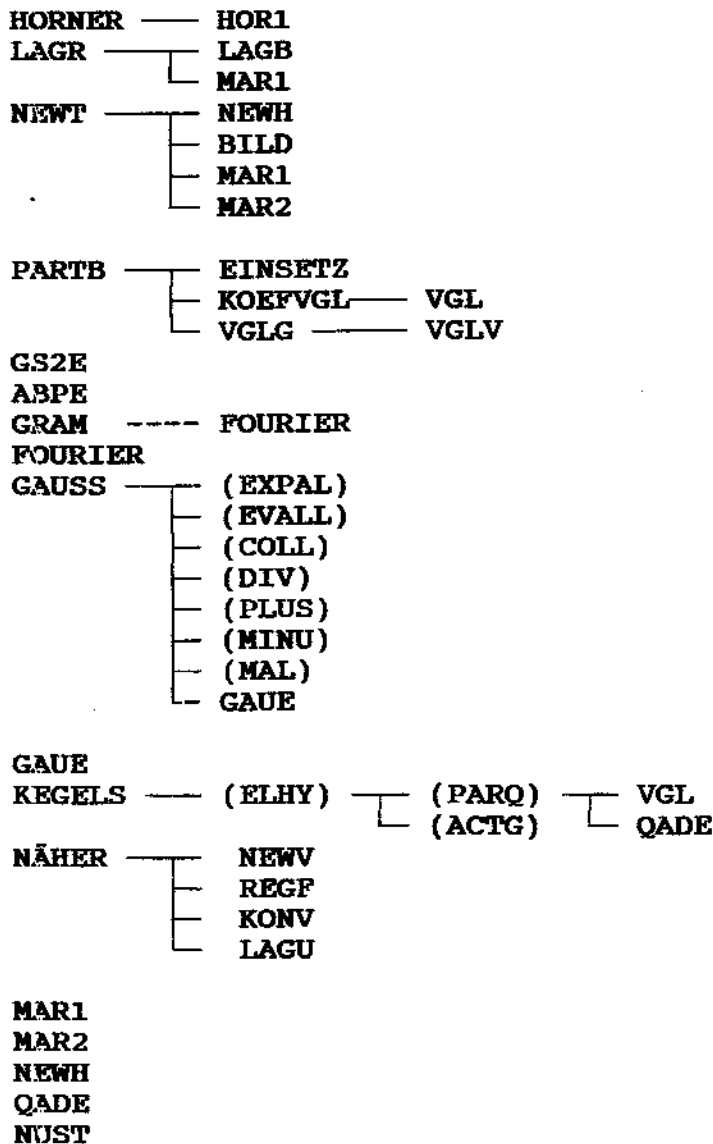 HORNER HOR1
LAGR LAGB
MAR1
NEWT NEWH
BILD
MAR1
MAR2
PARTB EINSETZ
KOEFVGL VGL
VGLG VGLV
GS2E
ABPE
GRAM ---- FOURIER
FOURIER
GAUSS (EXPAL)
(EVALL)
(COLL)
(DIV)
(PLUS)
(MINU)
(MAL)
GAUE
GAUE
KEGELS (ELHY) (PARQ) VGL
(ACTG) QADE
NÄHER NEWV
REGF
KONV
LAGU
MAR1
MAR2
NEWH
QADE
NUST